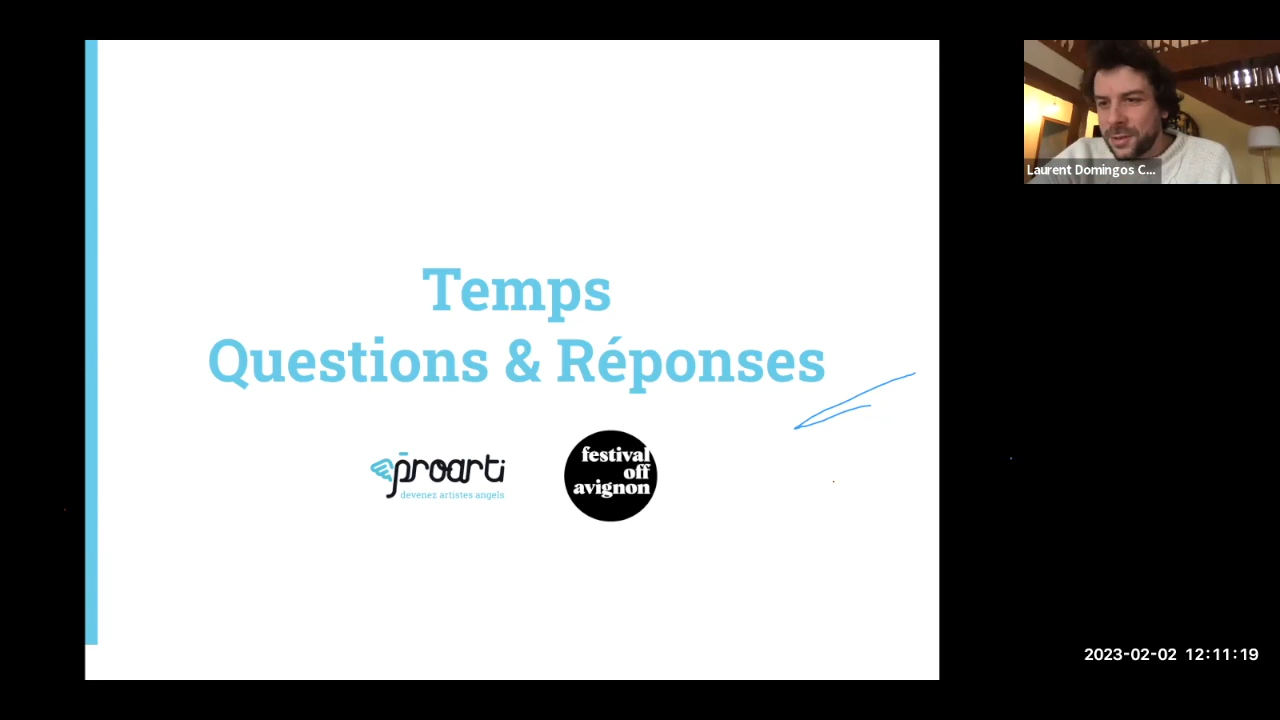 Temps
Questions & Réponses
proarti
devenez artistes angels
festival
off
avignon
Laurent Domingos C...
2023-02-02 12:11:19